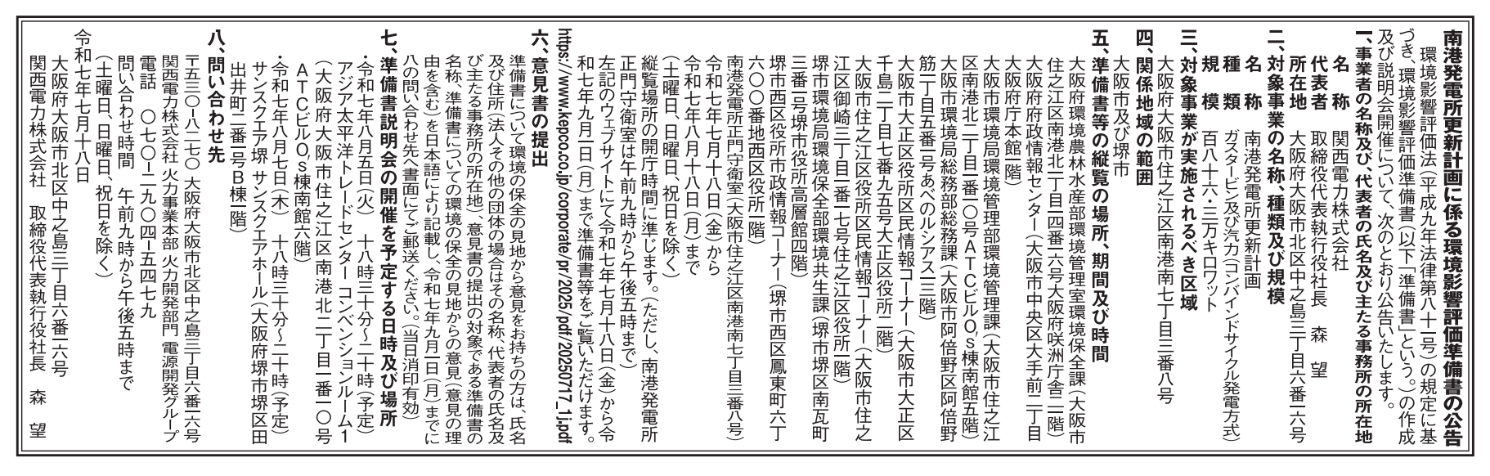 南港発電所更新計画に係る環境影響評価準備書の公告
環境影響評価法（平成九年法律第八十一号）の規定に基
づき、環境影響評価準備書（以下「準備書」という。）の作成
及び説明会開催について、次のとおり公告いたします。
一、事業者の名称及び、代表者の氏名及び主たる事務所の所在地
名　称　関西電力株式会社
代表者　取締役代表執行役社長　森　望
所在地　大阪府大阪市北区中之島三丁目六番一六号
二、対象事業の名称、種類及び規模
名　称　南港発電所更新計画
種　類　ガスタービン及び汽力（コンバインドサイクル発電方式）
規　模　百八十六・三万キロワット
三、対象事業が実施されるべき区域
大阪府大阪市住之江区南港南七丁目三番八号
四、関係地域の範囲
大阪市及び堺市
五、準備書等の縦覧の場所、期間及び時間
大阪府環境農林水産部環境管理室環境保全課（大阪市
住之江区南港北一丁目一四番一六号大阪府咲洲庁舎二一階）
大阪府府政情報センター（大阪市中央区大手前二丁目
大阪府庁本館一階）
大阪市環境局環境管理部環境管理課（大阪市住之江
区南港北二丁目一番一〇号ＡＴＣビルＯｓ棟南館五階）
大阪市環境局総務部総務課（大阪市阿倍野区阿倍野
筋一丁目五番一号あべのルシアス一三階）
大阪市大正区役所区民情報コーナー（大阪市大正区
千島二丁目七番九五号大正区役所一階）
大阪市住之江区役所区民情報コーナー（大阪市住之
江区御崎三丁目一番一七号住之江区役所一階）
堺市環境局環境保全部環境共生課（堺市堺区南瓦町
三番一号堺市役所高層館四階）
堺市西区役所市政情報コーナー（堺市西区鳳東町六丁
六〇〇番地西区役所一階）
南港発電所正門守衛室（大阪市住之江区南港南七丁目三番八号）
令和七年七月十八日（金）から
令和七年八月十八日（月）まで
（土曜日、日曜日、祝日を除く）
縦覧場所の開庁時間に準じます。（ただし、南港発電所
正門守衛室は午前九時から午後五時まで）
左記のウェブサイトにて令和七年七月十八日（金）から令
和七年九月一日（月）まで準備書等をご覧いただけます。
https://www.kepco.co.jp/corporate/pr/2025/pdf/20250717_1j.pdf
六、意見書の提出
準備書について環境の保全の見地から意見をお持ちの方は、氏名
及び住所（法人その他の団体の場合はその名称、代表者の氏名及
び主たる事務所の所在地）、意見書の提出の対象である準備書の
名称、準備書についての環境の保全の見地からの意見（意見の理
由を含む）を日本語により記載し、令和七年九月一日（月）までに
八の問い合わせ先へ書面にてご郵送ください。（当日消印有効）
七、準備書説明会の開催を予定する日時及び場所
・令和七年八月五日（火）　十八時三十分～二十時（予定）
アジア太平洋トレードセンター　コンベンションルーム１
（大阪府大阪市住之江区南港北二丁目一番一〇号
ＡＴＣビルＯｓ棟南館六階）
・令和七年八月七日（木）　十八時三十分～二十時（予定）
サンスクエア堺　サンスクエアホール（大阪府堺市堺区田
出井町二番一号Ｂ棟一階）
八、問い合わせ先
〒五三〇―八二七〇　大阪府大阪市北区中之島三丁目六番一六号
関西電力株式会社　火力事業本部　火力開発部門　電源開発グループ
電話　〇七〇―一九〇四―五四七九
問い合わせ時間　午前九時から午後五時まで
（土曜日、日曜日、祝日を除く）
令和七年七月十八日
大阪府大阪市北区中之島三丁目六番一六号
関西電力株式会社　取締役代表執行役社長　森　望